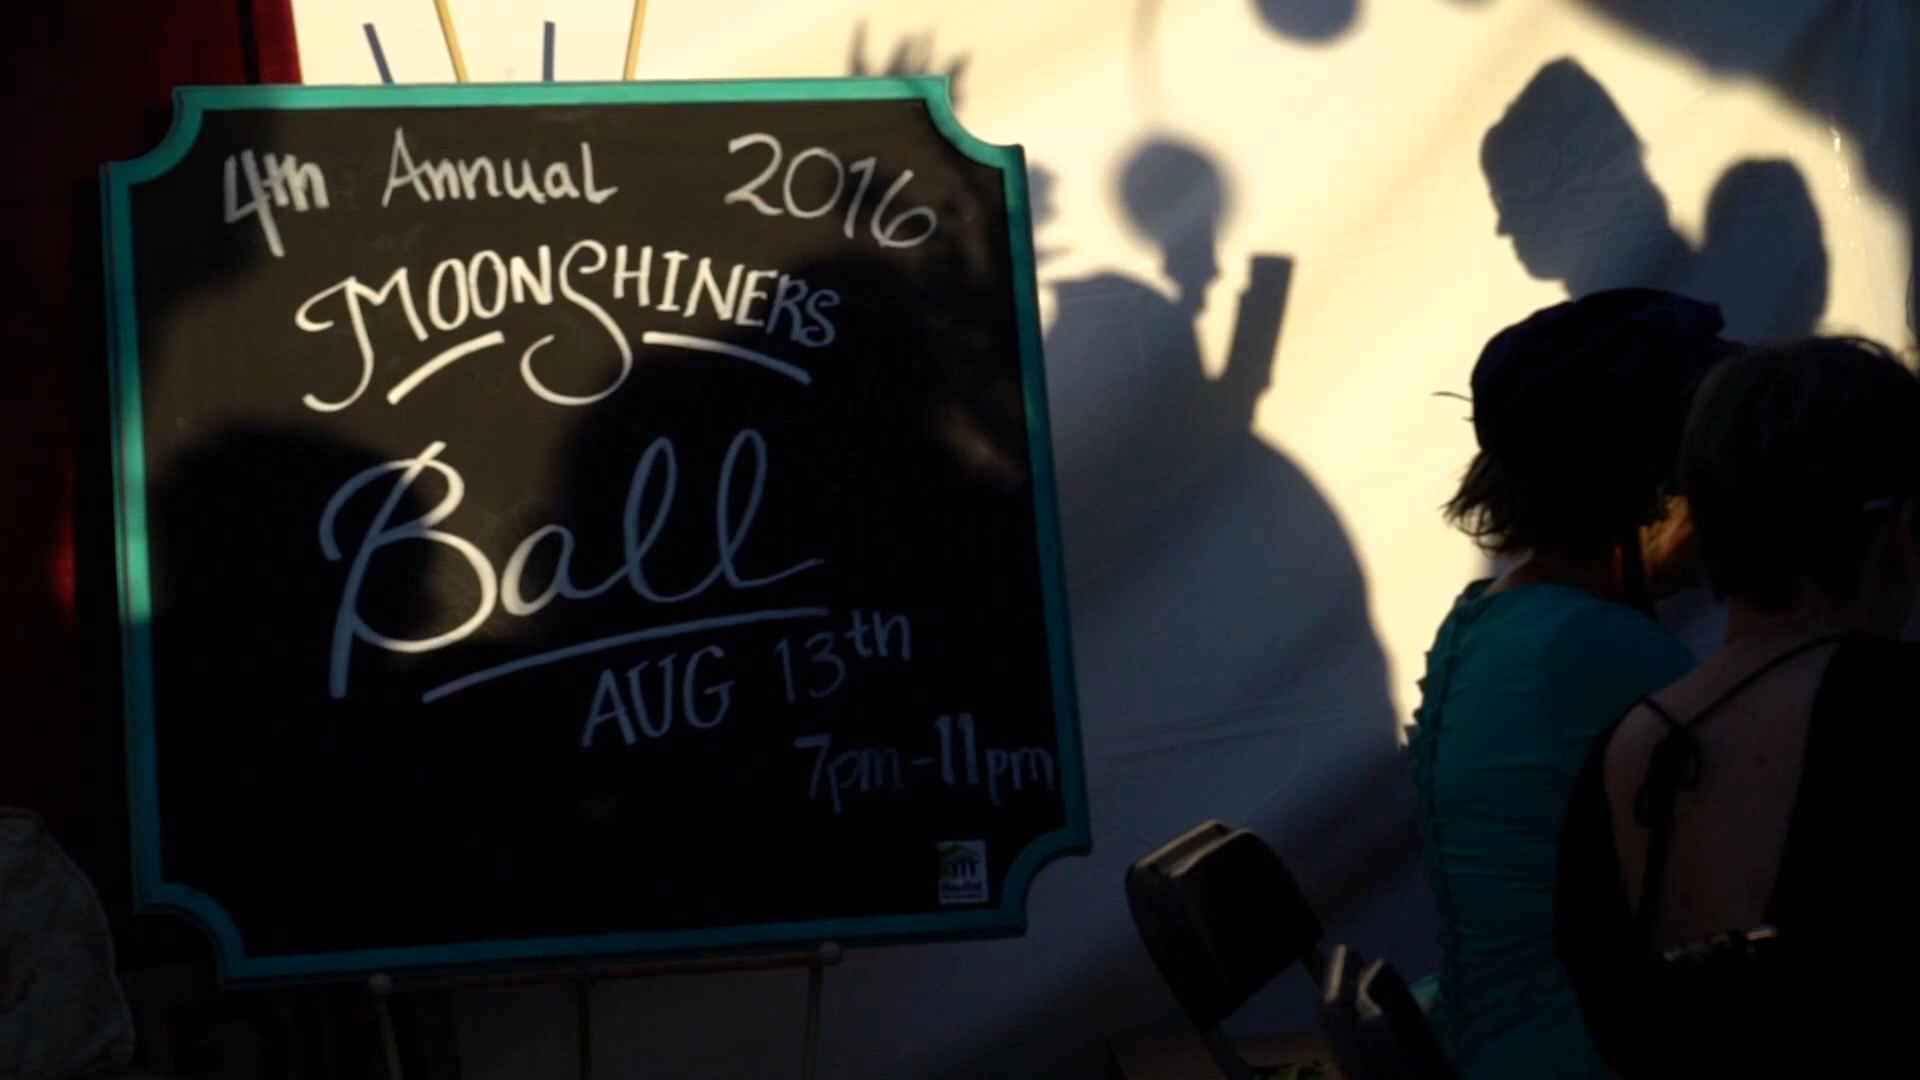 4th Annual 2016
MOONSHINERS
Ball
AUG 13th
7pm-11pm